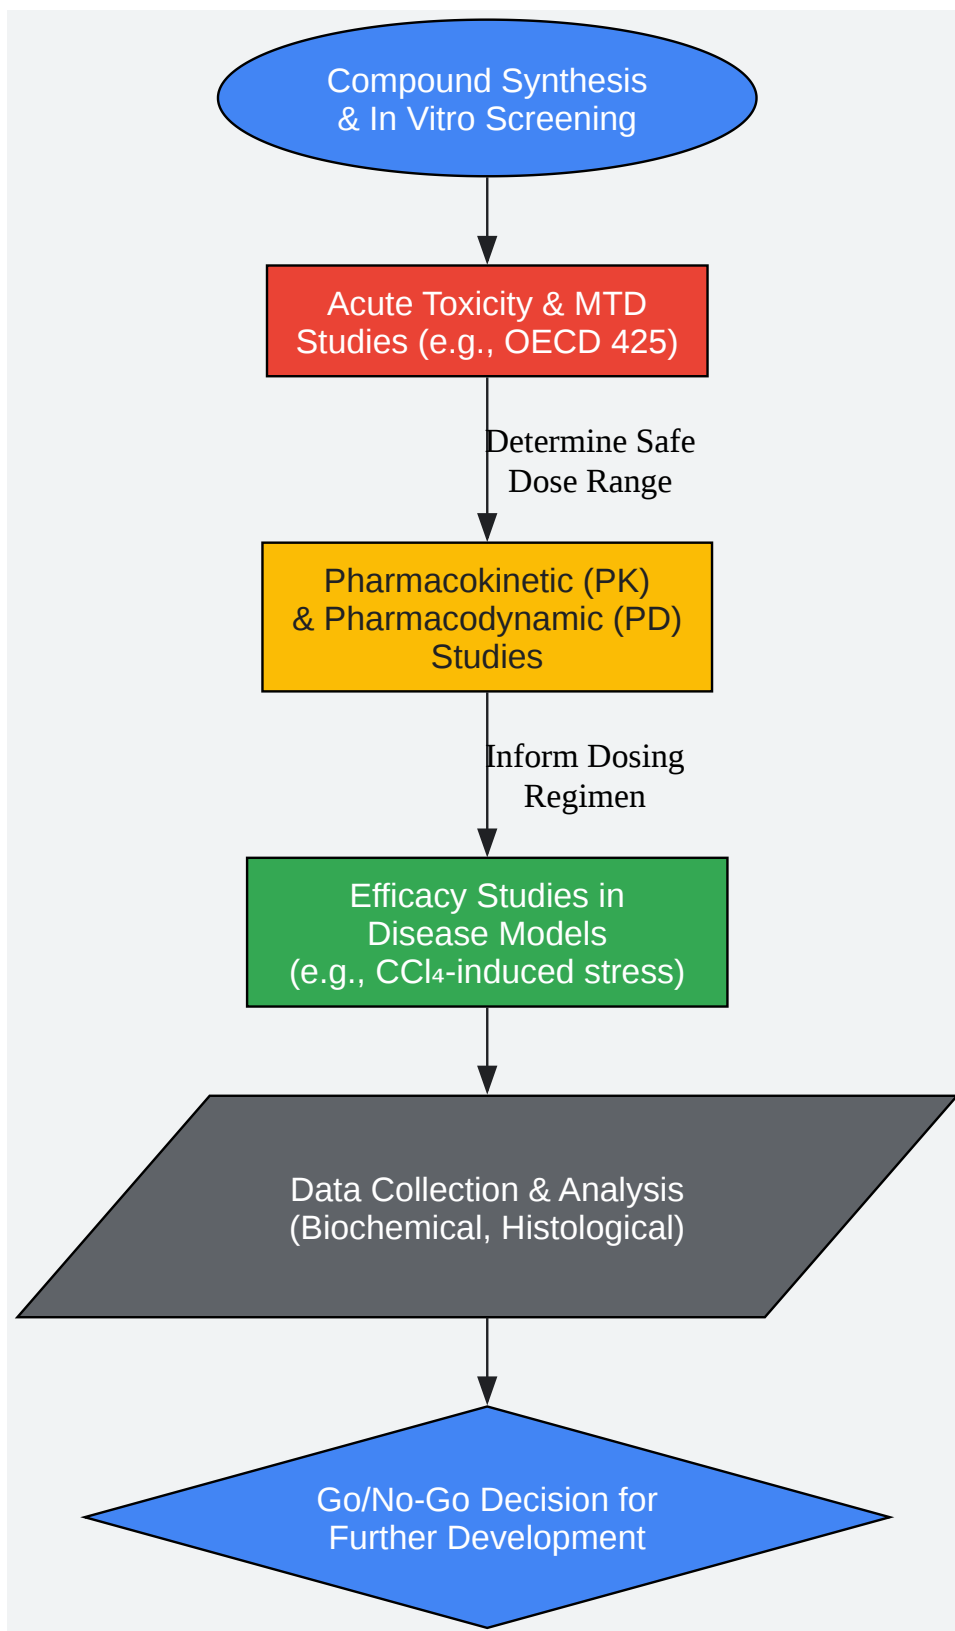 Compound Synthesis
& In Vitro Screening
Acute Toxicity & MTD
Studies (e.g., OECD 425)
Determine Safe
Dose Range
Pharmacokinetic (PK)
& Pharmacodynamic (PD)
Studies
Inform Dosing
Regimen
Efficacy Studies in
Disease Models
(e.g., CCl₄-induced stress)
Data Collection & Analysis
(Biochemical, Histological)
Go/No-Go Decision for
Further Development